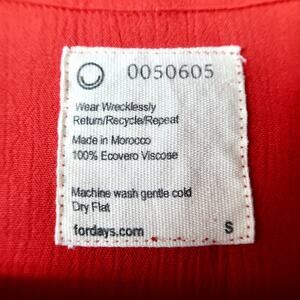 0050605
Wear Wrecklessly
Return/Recycle/Repeat
Made in Morocco
100% Ecovero Viscose
Machine wash gentle cold
Dry Flat
fordays.com S